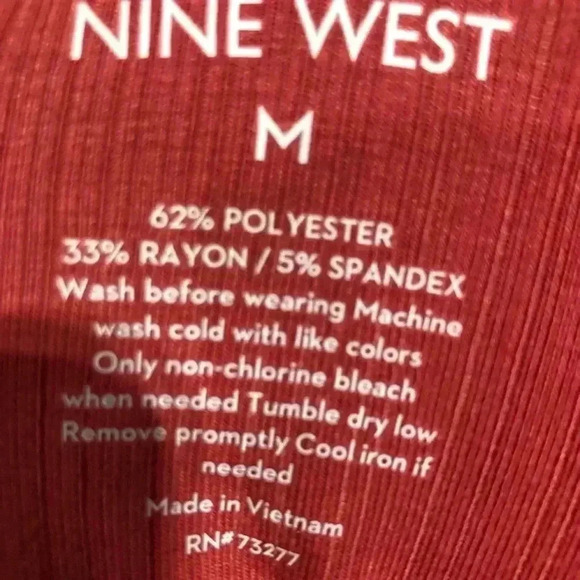 NINE WEST
M
62% POLYESTER
33% RAYON / 5% SPANDEX
Wash before wearing Machine
wash cold with like colors
Only non-chlorine bleach
when needed Tumble dry low
Remove promptly Cool iron if
needed
Made in Vietnam
RN#73277